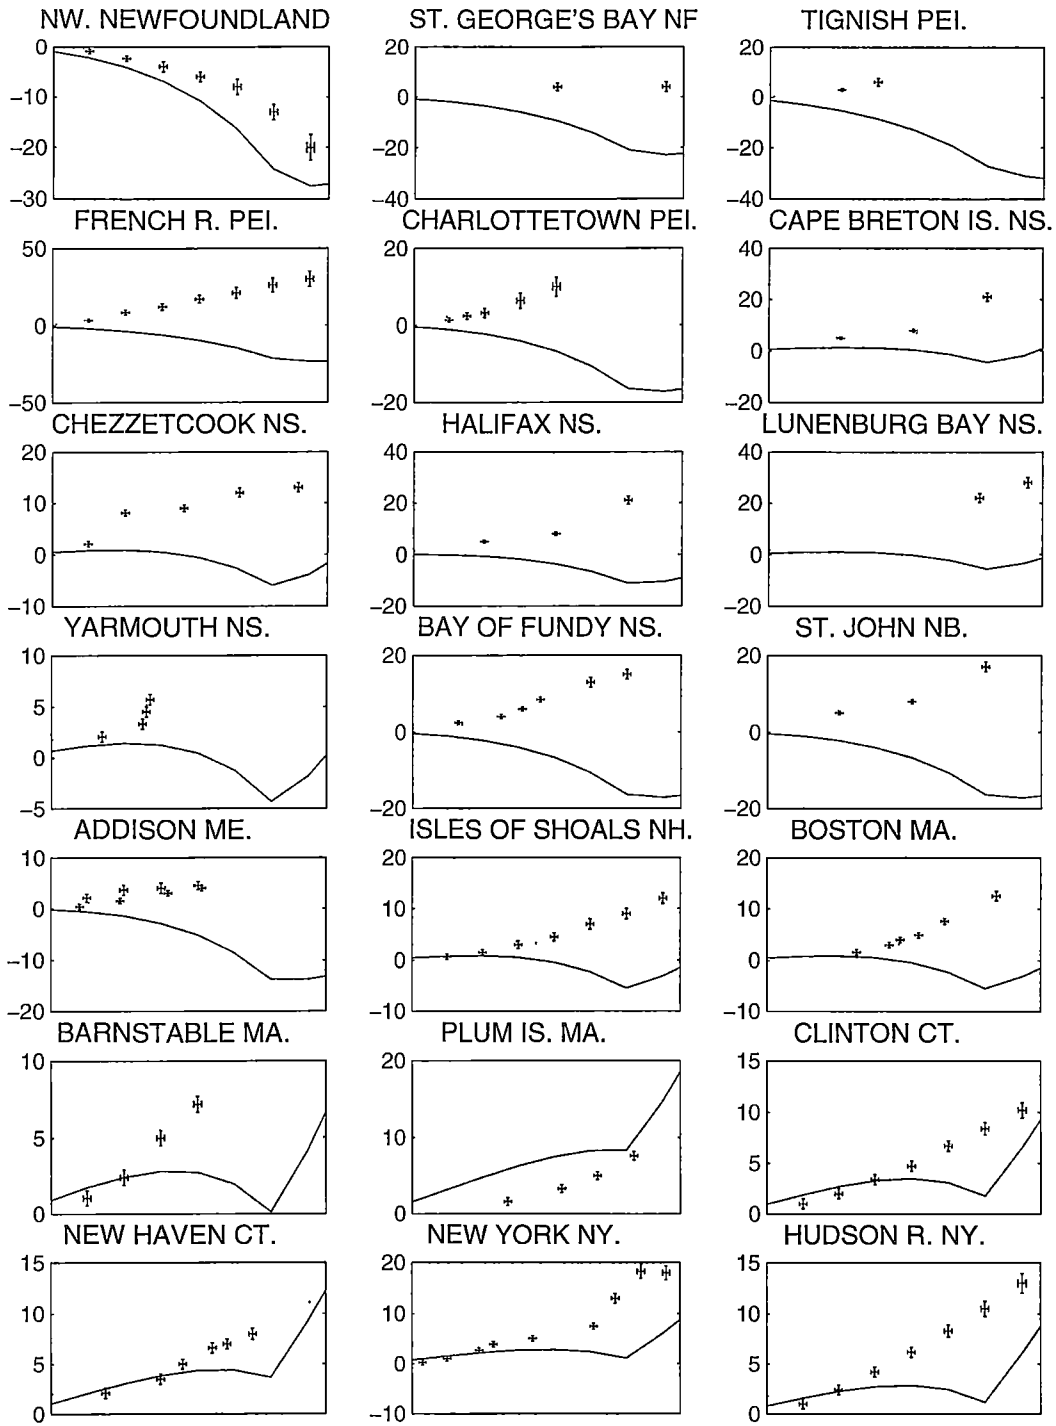 NW. NEWFOUNDLAND ST. GEORGE'S BAY NF TIGNISH PEI.
0 20 20
−10 0 0
−20 −20 −20
−30 −40 −40
FRENCH R. PEI. CHARLOTTETOWN PEI. CAPE BRETON IS. NS.
50 20 40
20
0 0 0
−50 −20 −20
CHEZZETCOOK NS. HALIFAX NS. LUNENBURG BAY NS.
20 40 40
10 20 20
0 0 0
−10 −20 −20
YARMOUTH NS. BAY OF FUNDY NS. ST. JOHN NB.
10 20 20
5
0 0 0
−5 −20 −20
ADDISON ME. ISLES OF SHOALS NH. BOSTON MA.
10 20 20
0 10 10
−10 0 0
−20 −10 −10
BARNSTABLE MA. PLUM IS. MA. CLINTON CT.
10 20 15
10
5 10 5
0 0 0
NEW HAVEN CT. NEW YORK NY. HUDSON R. NY.
15 20 15
10 10 10
5 0 5
0 −10 0